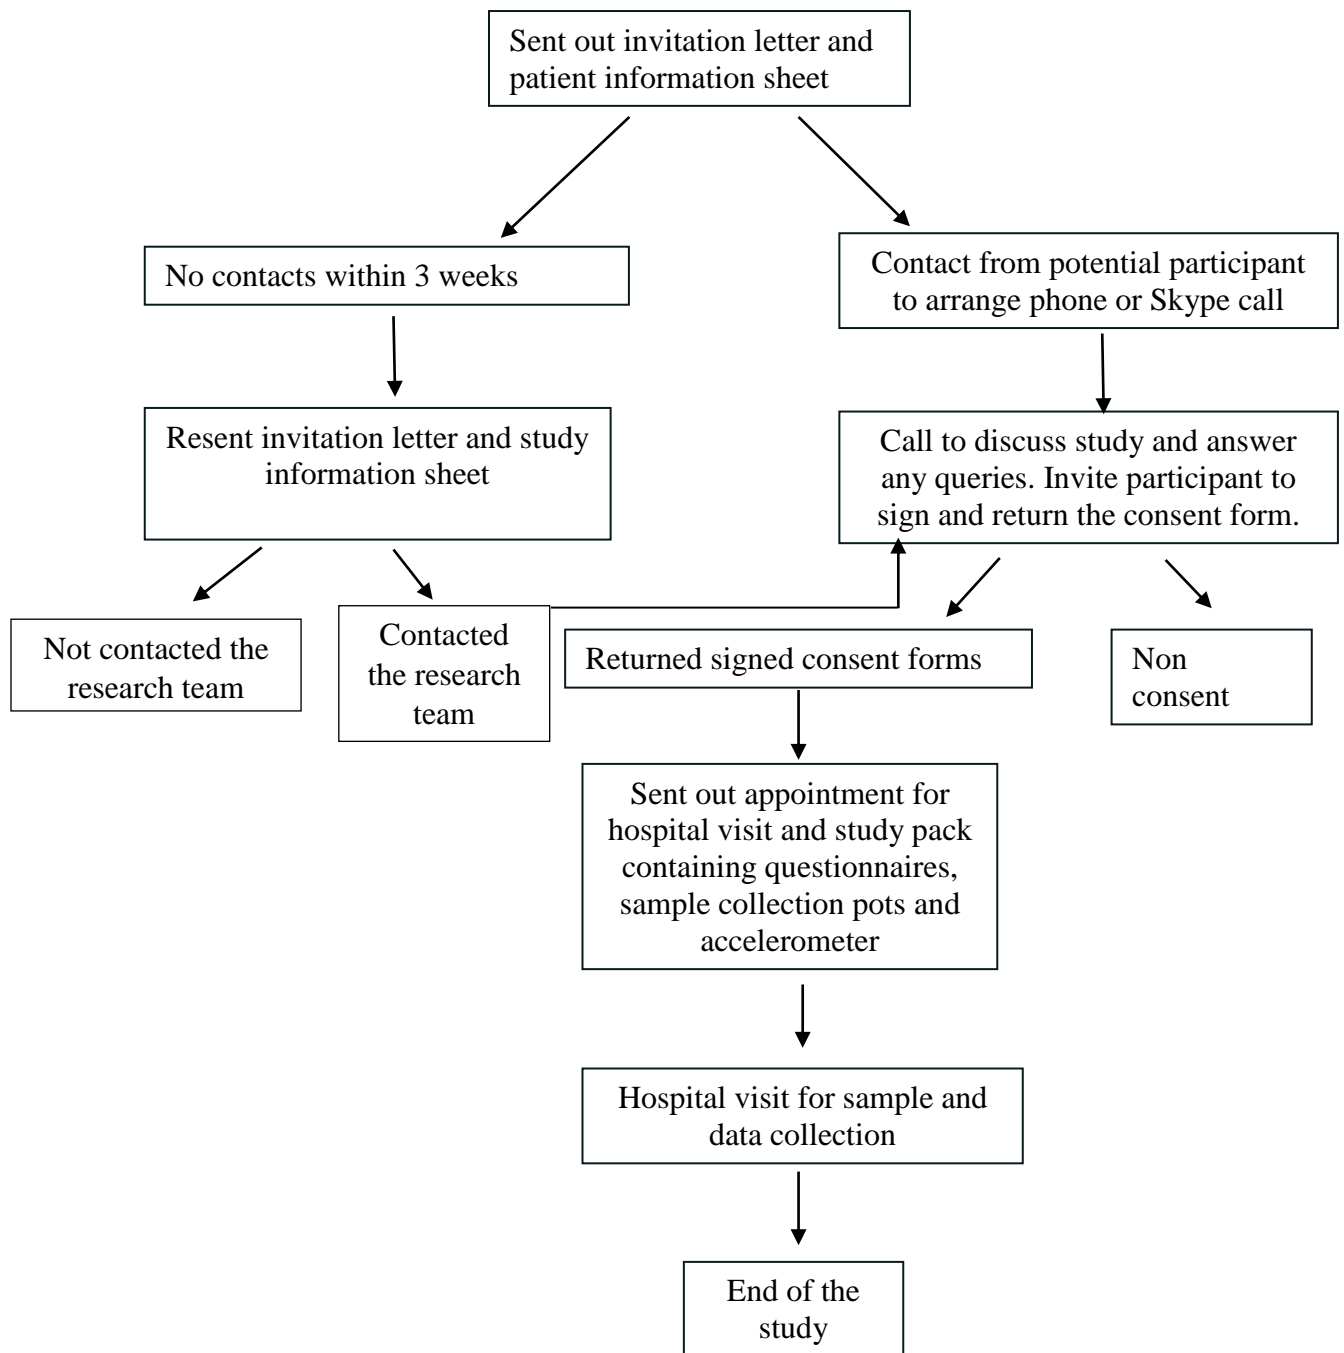 Sent out invitation letter and
patient information sheet
No contacts within 3 weeks
Contact from potential participant
to arrange phone or Skype call
Resent invitation letter and study
information sheet
Call to discuss study and answer
any queries. Invite participant to
sign and return the consent form.
Not contacted the
research team
Contacted
the research
team
Returned signed consent forms
Non
consent
Sent out appointment for
hospital visit and study pack
containing questionnaires,
sample collection pots and
accelerometer
Hospital visit for sample and
data collection
End of the
study